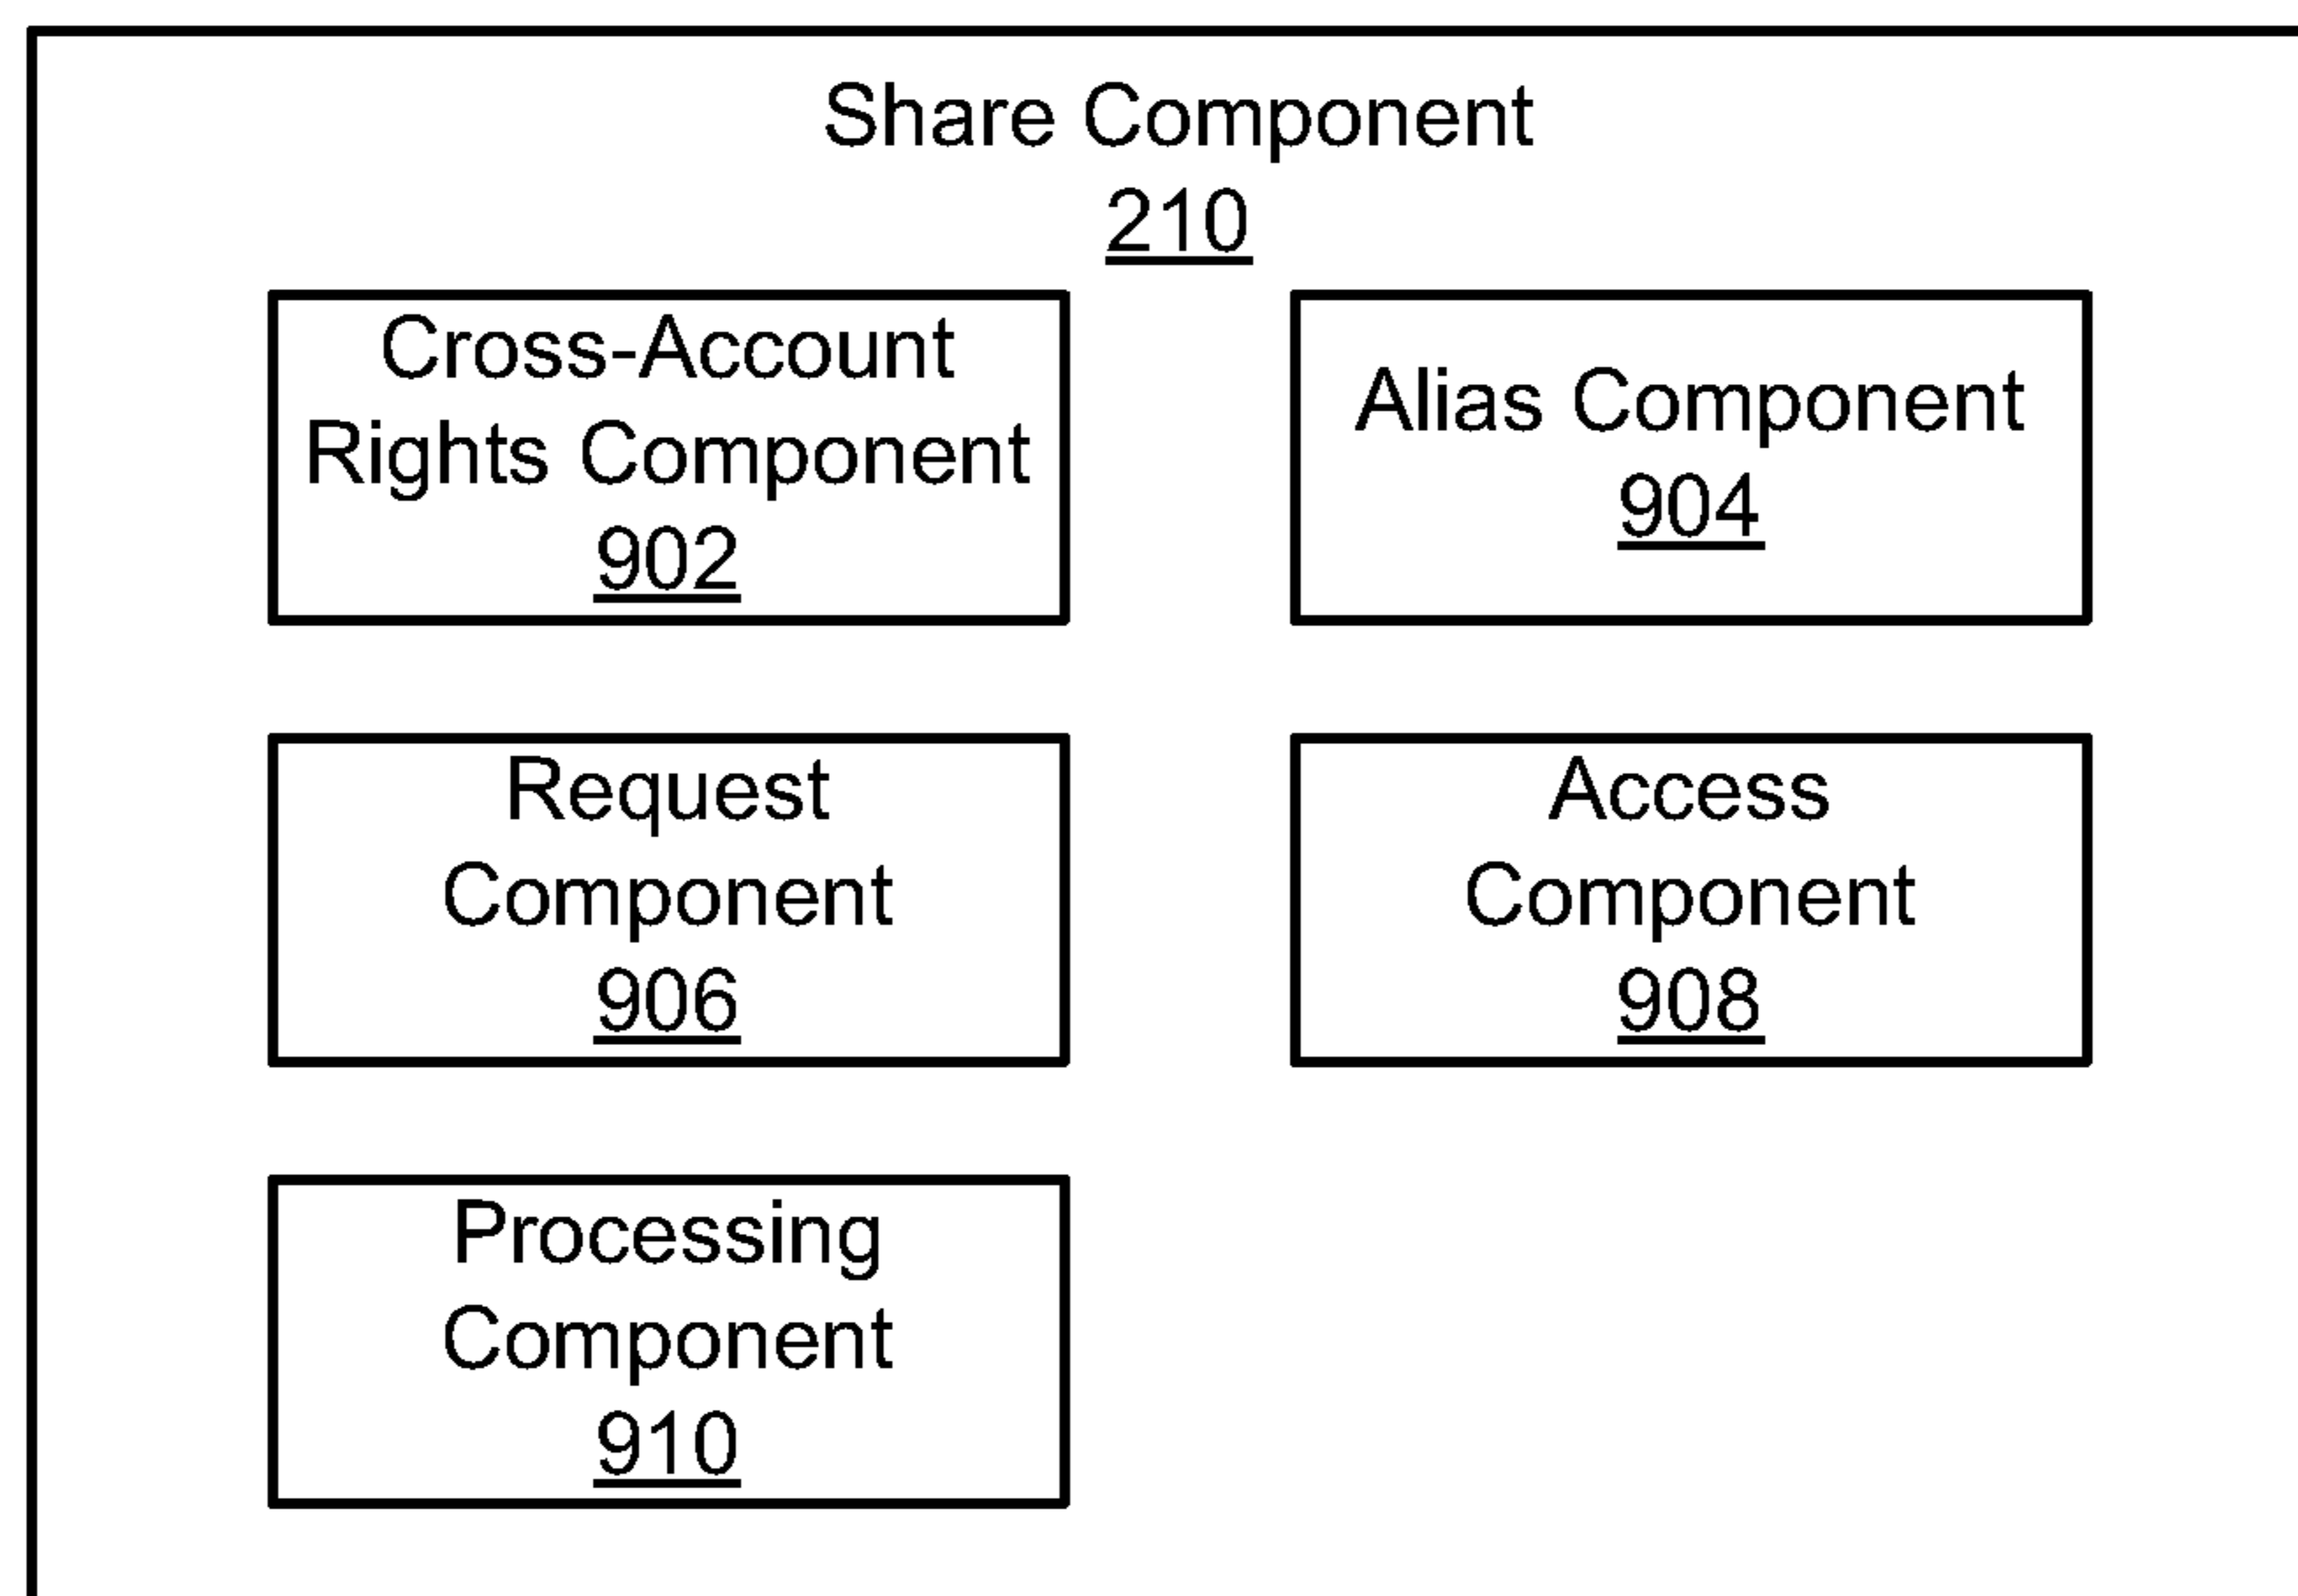 Share Component
210
Cross-Account
Rights Component
902
Alias Component
904
Request
Component
906
Access
Component
908
Processing
Component
910